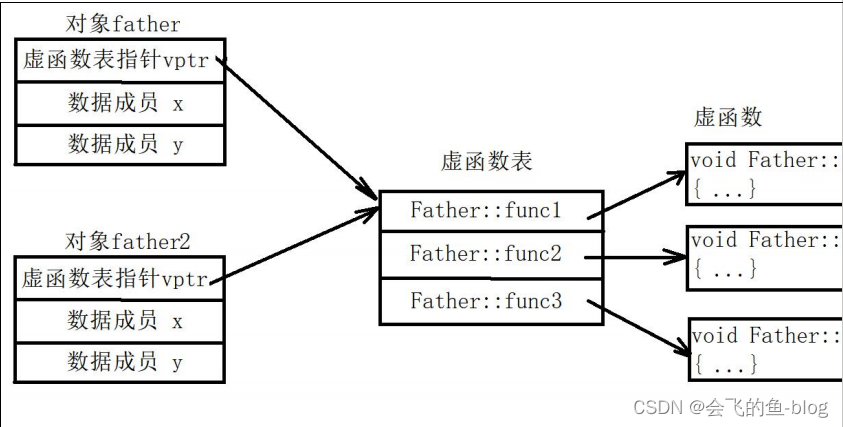 对象father
虚函数表指针vptr
数据成员 x
数据成员 y
对象father2
虚函数表指针vptr
数据成员 x
数据成员 y
虚函数表
Father::func1
Father::func2
Father::func3
虚函数
void Father::
{ ...}
void Father::
{ ...}
void Father::
{ ...}
CSDN @会飞的鱼-blog